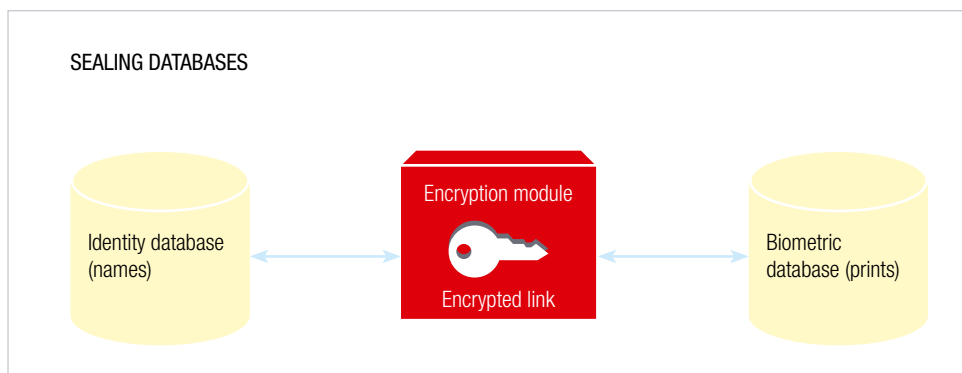 SEALING DATABASES
Identity database
(names)
Encryption module
Encrypted link
Biometric
database (prints)